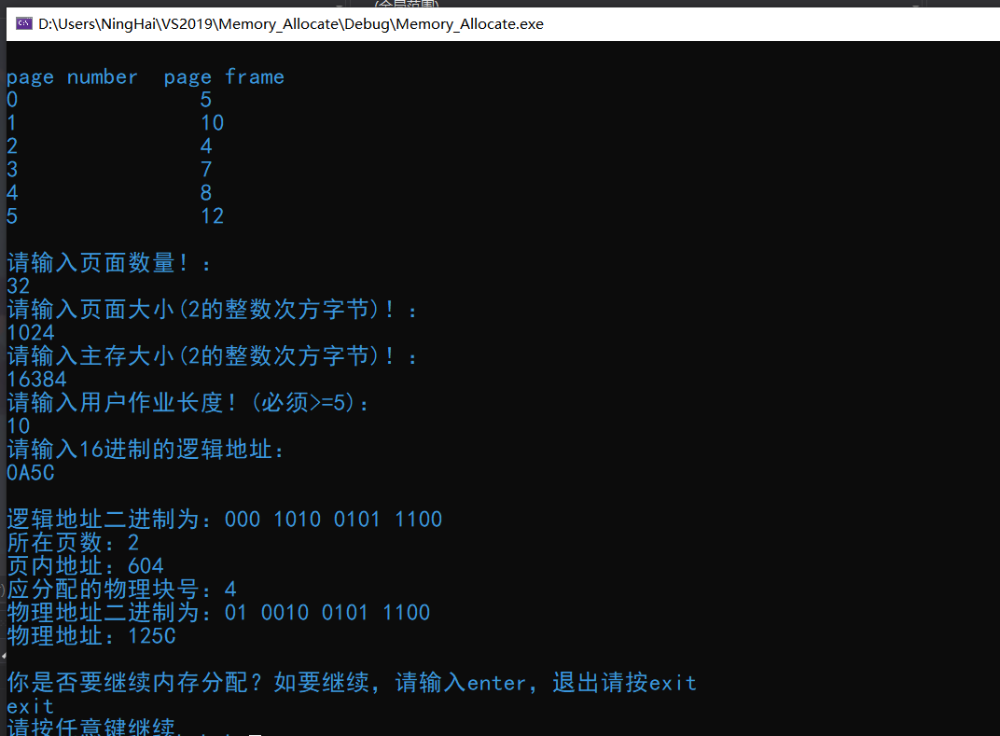 (全局范围)
D:\Users\NingHai\VS2019\Memory_Allocate\Debug\Memory_Allocate.exe
page number  page frame
0 5
1 10
2 4
3 7
4 8
5 12
请输入页面数量！：
32
请输入页面大小(2的整数次方字节)！：
1024
请输入主存大小(2的整数次方字节)！：
16384
请输入用户作业长度！(必须>=5)：
10
请输入16进制的逻辑地址：
0A5C
逻辑地址二进制为：000 1010 0101 1100
所在页数：2
页内地址：604
应分配的物理块号：4
物理地址二进制为：01 0010 0101 1100
物理地址：125C
你是否要继续内存分配？如要继续，请输入enter，退出请按exit
exit
请按任意键继续. . .